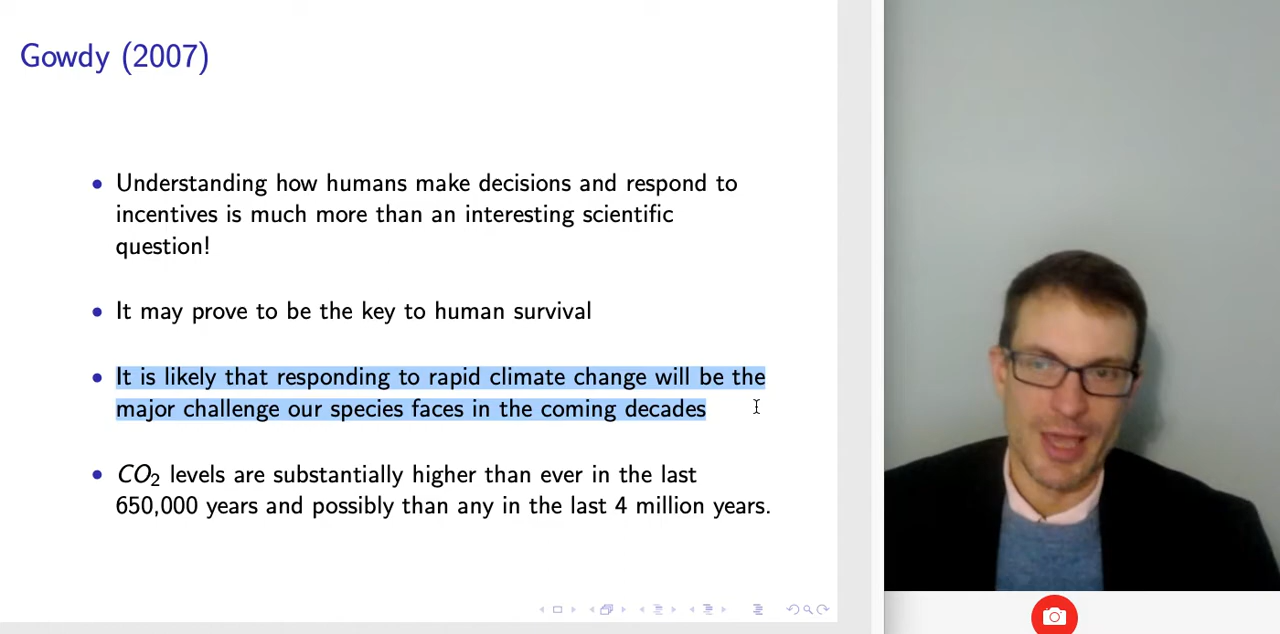 Gowdy (2007)
• Understanding how humans make decisions and respond to
incentives is much more than an interesting scientific
question!
• It may prove to be the key to human survival
• It is likely that responding to rapid climate change will be the
major challenge our species faces in the coming decades
• CO₂ levels are substantially higher than ever in the last
650,000 years and possibly than any in the last 4 million years.